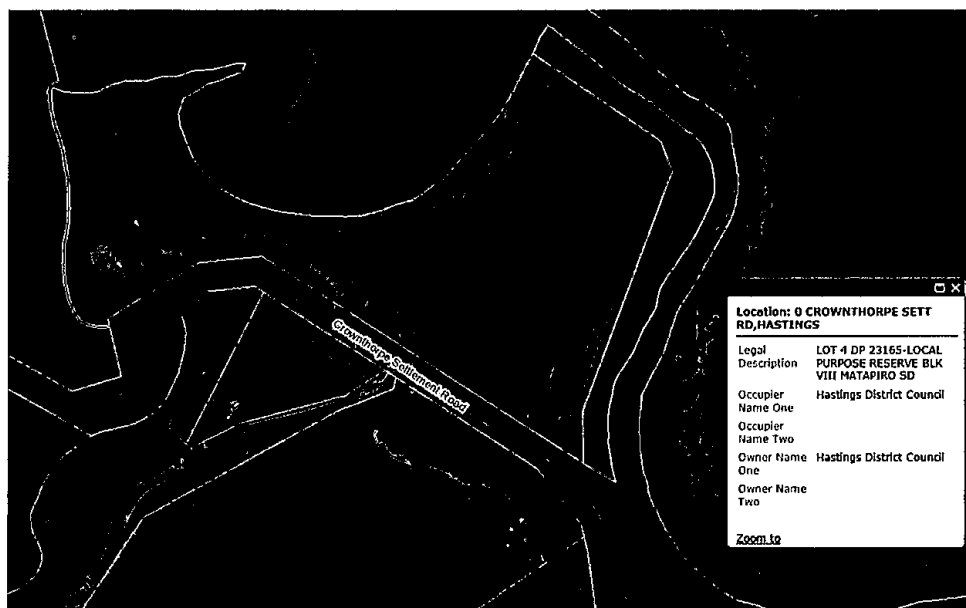 Crownthorpe Settlement Road
Location: 0 CROWNTHORPE SETT
RD,HASTINGS
Legal Description LOT 4 DP 23165-LOCAL PURPOSE RESERVE BLK VIII MATAPIRO SD
Occupier Name One Hastings District Council
Occupier Name Two
Owner Name One Hastings District Council
Owner Name Two
Zoom to